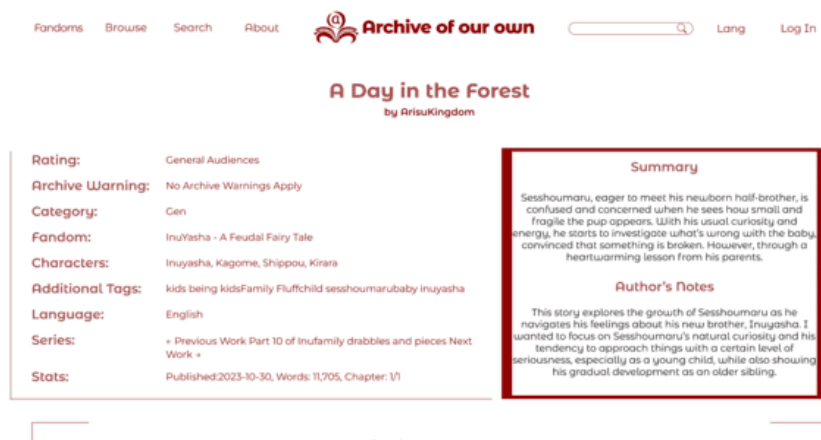 Fandoms Browse Search About Archive of our own Lang Log In
A Day in the Forest
by ArisuKingdom
Rating: General Audiences
Archive Warning: No Archive Warnings Apply
Category: Gen
Fandom: InuYasha - A Feudal Fairy Tale
Characters: Inuyasha, Kagome, Shippou, Kirara
Additional Tags: kids being kidsFamily Fluffchild sesshoumarubaby inuyasha
Language: English
Series: ← Previous Work Part 10 of Inufamily drabbles and pieces Next
Work →
Stats: Published:2023-10-30, Words: 11,705, Chapter: 1/1
Summary
Sesshoumaru, eager to meet his newborn half-brother, is
confused and concerned when he sees how small and
fragile the pup appears. With his usual curiosity and
energy, he starts to investigate what's wrong with the baby,
convinced that something is broken. However, through a
heartwarming lesson from his parents.
Author's Notes
This story explores the growth of Sesshoumaru as he
navigates his feelings about his new brother, Inuyasha. I
wanted to focus on Sesshoumaru's natural curiosity and his
tendency to approach things with a certain level of
seriousness, especially as a young child, while also showing
his gradual development as an older sibling.